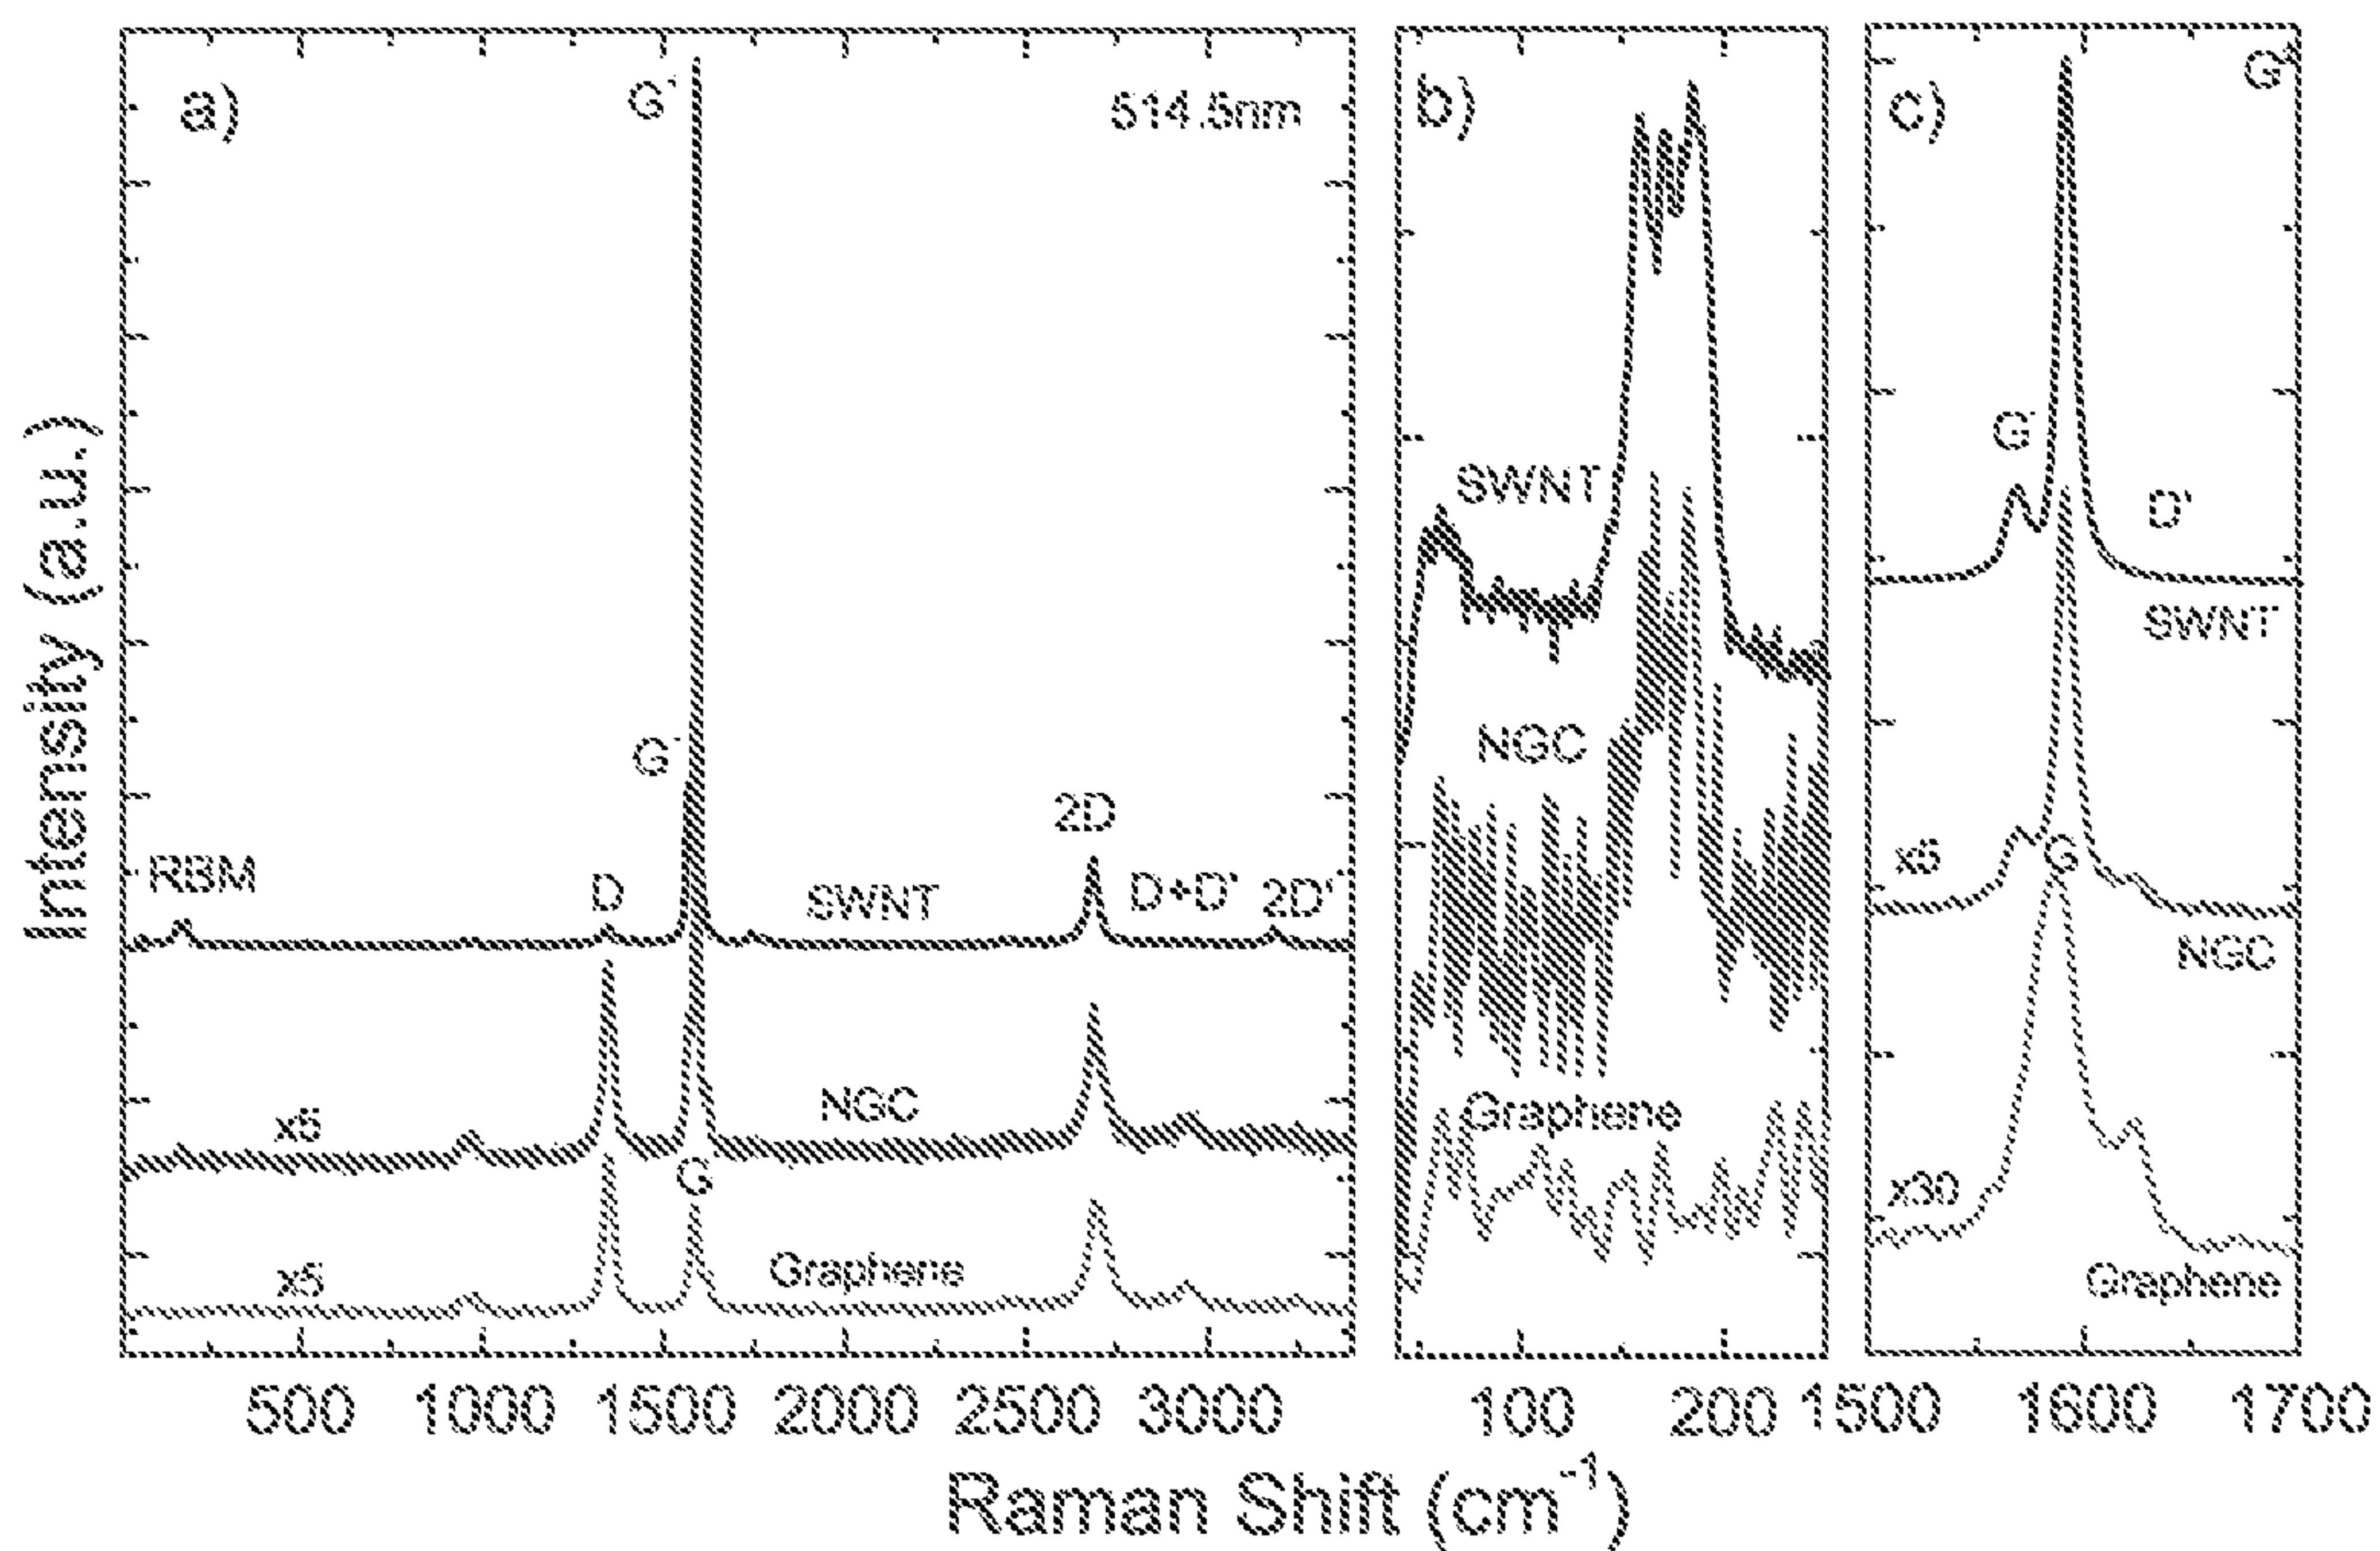 Intensity (a.u.)
a)
G⁺
514.5nm
G⁻
RBM
D
SWNT
2D
D+D'
2D'
x5
NGC
G
x5
Graphene
500 1000 1500 2000 2500 3000
b)
SWNT
NGC
Graphene
100 200
c)
G⁺
G⁻
D'
SWNT
G
NGC
x30
Graphene
1500 1600 1700
Raman Shift (cm⁻¹)